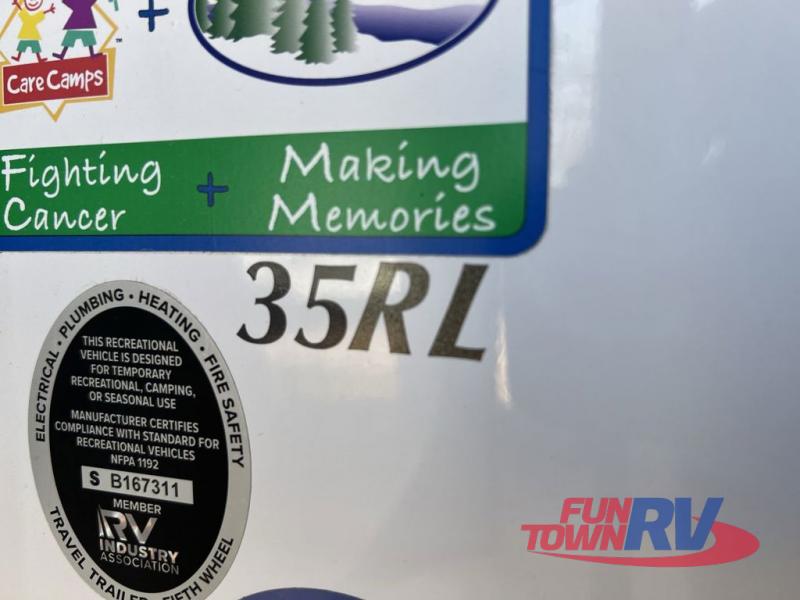 CareCamps
TM
Fighting
Cancer
+
Making
Memories
35RL
ELECTRICAL • PLUMBING • HEATING • FIRE SAFETY
THIS RECREATIONAL
VEHICLE IS DESIGNED
FOR TEMPORARY
RECREATIONAL, CAMPING,
OR SEASONAL USE
MANUFACTURER CERTIFIES
COMPLIANCE WITH STANDARD FOR
RECREATIONAL VEHICLES
NFPA 1192
S B167311
MEMBER
RV
INDUSTRY
ASSOCIATION
TRAVEL TRAILER FIFTH WHEEL
FUN
TOWN RV